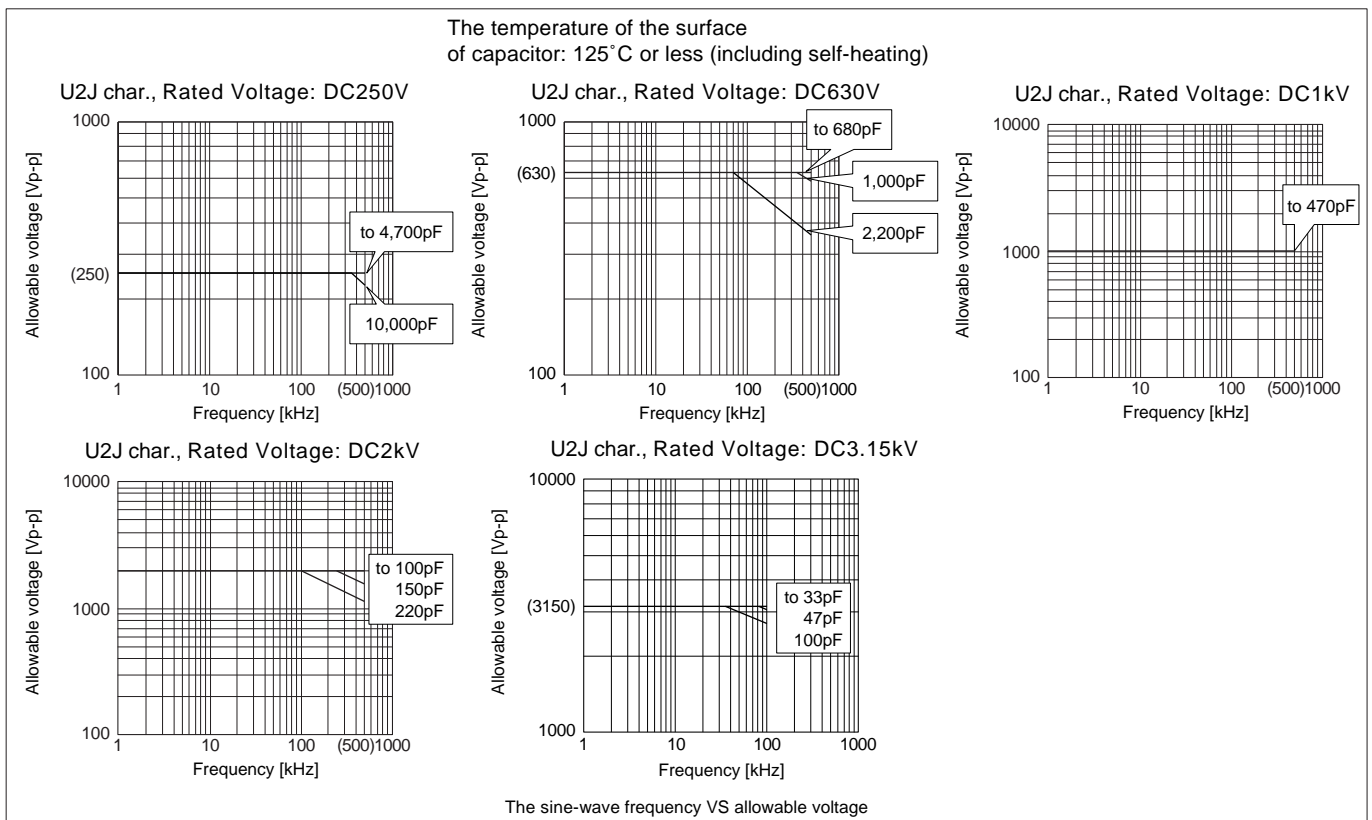 The temperature of the surface
of capacitor: 125˚C or less (including self-heating)
U2J char., Rated Voltage: DC250V
Allowable voltage [Vp-p]
1000
(250)
100
to 4,700pF
10,000pF
1
10
100
(500)
1000
Frequency [kHz]
U2J char., Rated Voltage: DC630V
Allowable voltage [Vp-p]
1000
(630)
100
to 680pF
1,000pF
2,200pF
1
10
100
(500)
1000
Frequency [kHz]
U2J char., Rated Voltage: DC1kV
Allowable voltage [Vp-p]
10000
1000
100
to 470pF
1
10
100
(500)
1000
Frequency [kHz]
U2J char., Rated Voltage: DC2kV
Allowable voltage [Vp-p]
10000
1000
100
to 100pF
150pF
220pF
1
10
100
(500)
1000
Frequency [kHz]
U2J char., Rated Voltage: DC3.15kV
Allowable voltage [Vp-p]
10000
(3150)
1000
to 33pF
47pF
100pF
1
10
100
1000
Frequency [kHz]
The sine-wave frequency VS allowable voltage